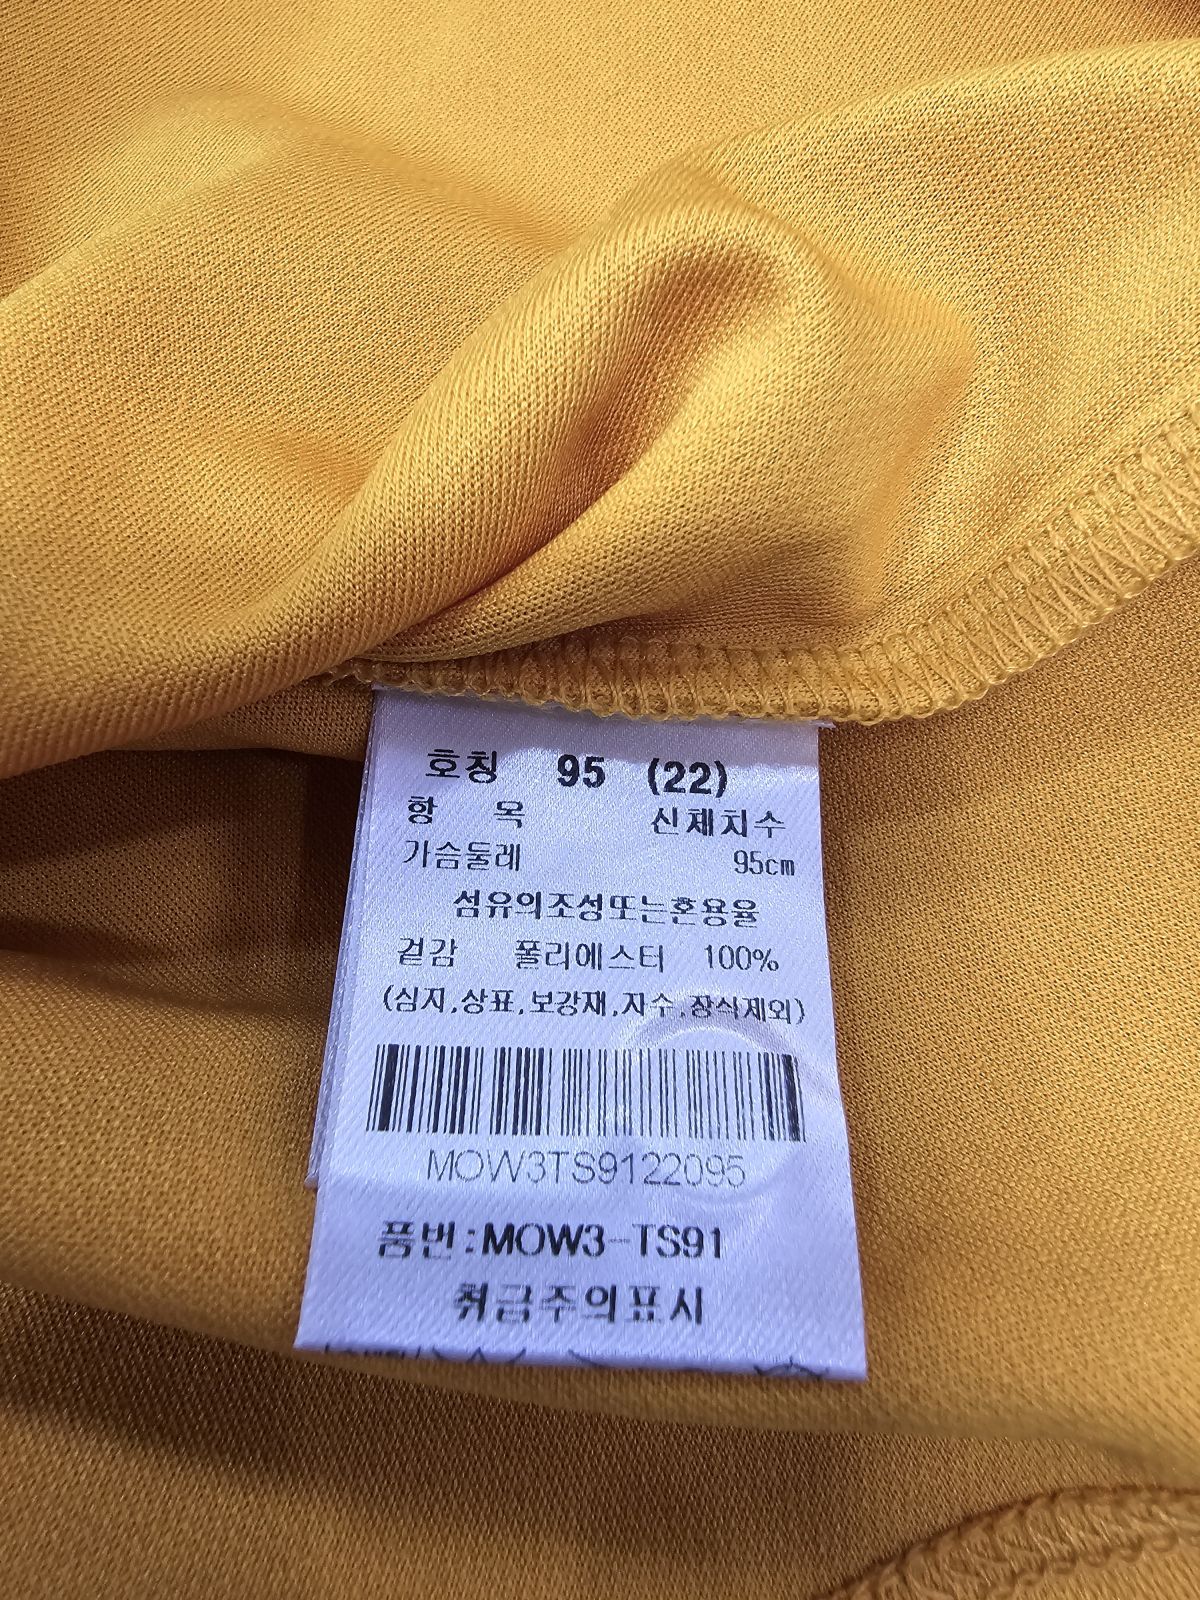 호칭 95 (22)
항 목 신체치수
가슴둘레 95cm
섬유의조성또는혼용율
겉감 폴리에스터 100%
(심지,상표,보강재,자수,장식제외)
MOW3TS9122095
품번:MOW3-TS91
취급주의표시